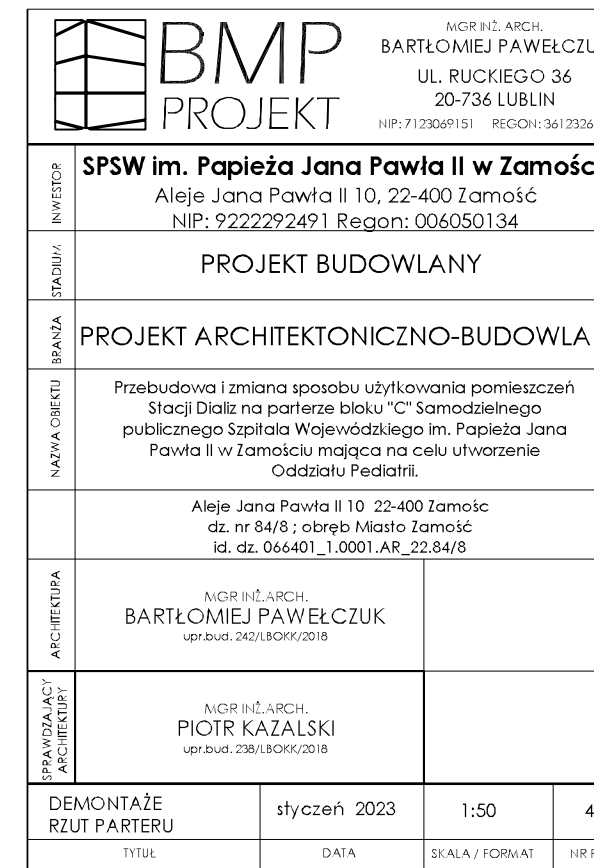 BMP
PROJEKT
MGR INŻ. ARCH.
BARTŁOMIEJ PAWEŁCZU
UL. RUCKIEGO 36
20-736 LUBLIN
NIP: 7123069151 REGON: 3612326
INWESTOR
SPSW im. Papieża Jana Pawła II w Zamośc
Aleje Jana Pawła II 10, 22-400 Zamość
NIP: 9222292491 Regon: 006050134
STADIUM
PROJEKT BUDOWLANY
BRANŻA
PROJEKT ARCHITEKTONICZNO-BUDOWLA
NAZWA OBIEKTU
Przebudowa i zmiana sposobu użytkowania pomieszczeń
Stacji Dializ na parterze bloku "C" Samodzielnego
publicznego Szpitala Wojewódzkiego im. Papieża Jana
Pawła II w Zamościu mająca na celu utworzenie
Oddziału Pediatrii.
Aleje Jana Pawła II 10 22-400 Zamośc
dz. nr 84/8 ; obręb Miasto Zamość
id. dz. 066401_1.0001.AR_22.84/8
ARCHITEKTURA
MGR INŻ.ARCH.
BARTŁOMIEJ PAWEŁCZUK
upr.bud. 242/LBOKK/2018
SPRAWDZAJĄCY
ARCHITEKTURY
MGR INŻ.ARCH.
PIOTR KAZALSKI
upr.bud. 238/LBOKK/2018
DEMONTAŻE
RZUT PARTERU
styczeń 2023
1:50
4
TYTUŁ
DATA
SKALA / FORMAT
NR